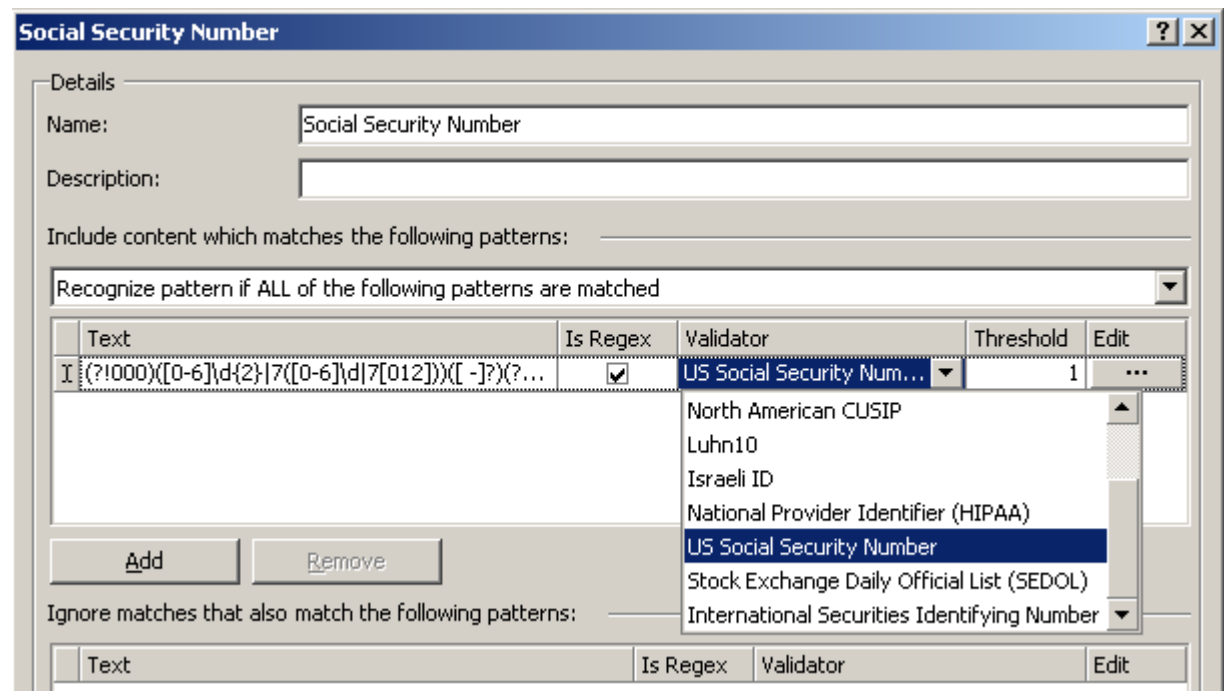 Social Security Number
Details
Name: Social Security Number
Description:
Include content which matches the following patterns:
Recognize pattern if ALL of the following patterns are matched
Text Is Regex Validator Threshold Edit
(?!000)([0-6]\d{2}|7([0-6]\d|7[012]))([ -]?)(?... US Social Security Num... 1 ...
North American CUSIP
Luhn10
Israeli ID
National Provider Identifier (HIPAA)
US Social Security Number
Add Remove
Stock Exchange Daily Official List (SEDOL)
Ignore matches that also match the following patterns:
International Securities Identifying Number
Text Is Regex Validator Edit